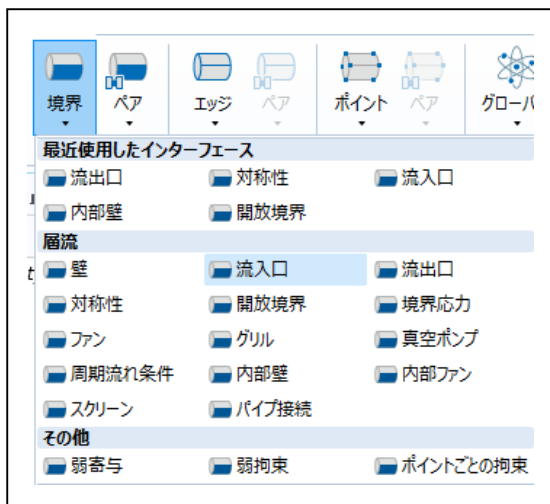 境界 ペア エッジ ペア ポイント ペア グローバ
最近使用したインターフェース
流出口 対称性 流入口
内部壁 開放境界
層流
壁 流入口 流出口
対称性 開放境界 境界応力
ファン グリル 真空ポンプ
周期流れ条件 内部壁 内部ファン
スクリーン パイプ接続
その他
弱寄与 弱拘束 ポイントごとの拘束